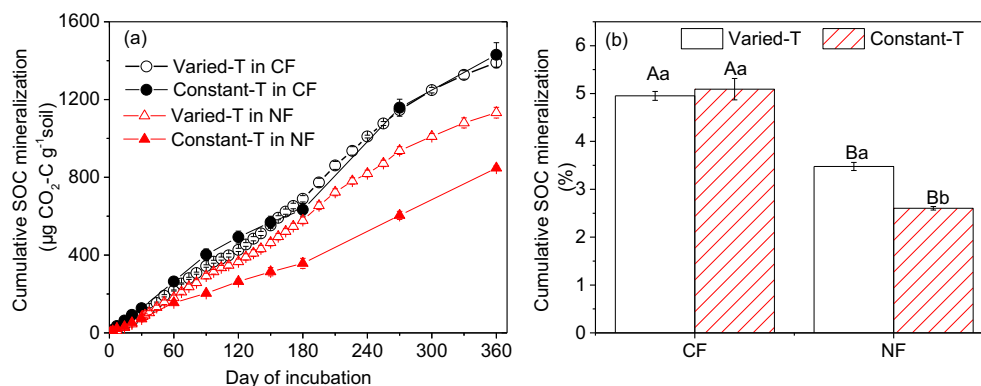 (a)
Varied-T in CF
Constant-T in CF
Varied-T in NF
Constant-T in NF
Cumulative SOC mineralization
(µg CO2-C g-1soil)
1600
1200
800
400
0
0 60 120 180 240 300 360
Day of incubation
(b)
Varied-T Constant-T
Aa Aa
Ba
Bb
Cumulative SOC mineralization
(%)
6
5
4
3
2
1
0
CF NF